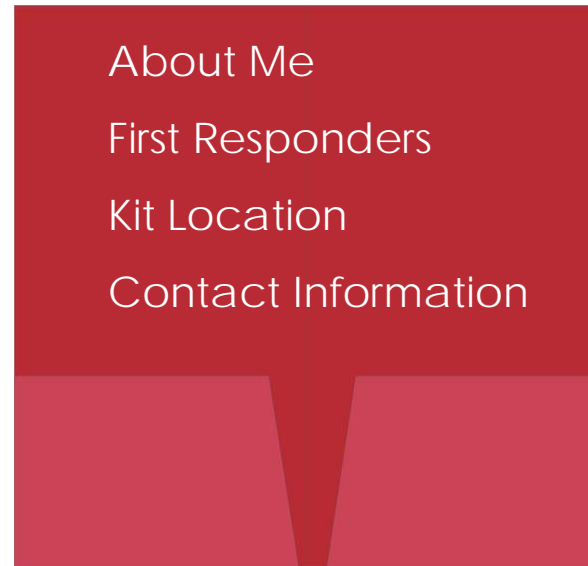 About Me
First Responders
Kit Location
Contact Information